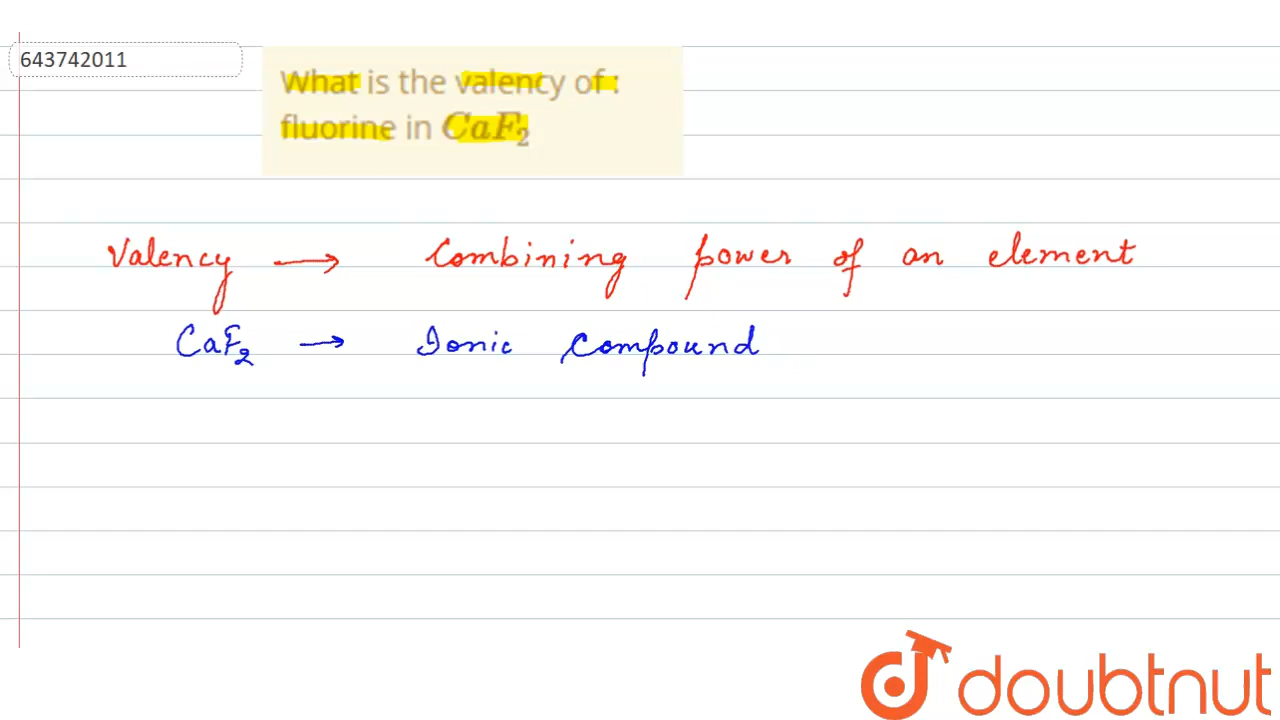 643742011
What is the valency of :
fluorine in CaF₂
Valency → Combining power of an element
CaF₂ → Ionic Compound
doubtnut